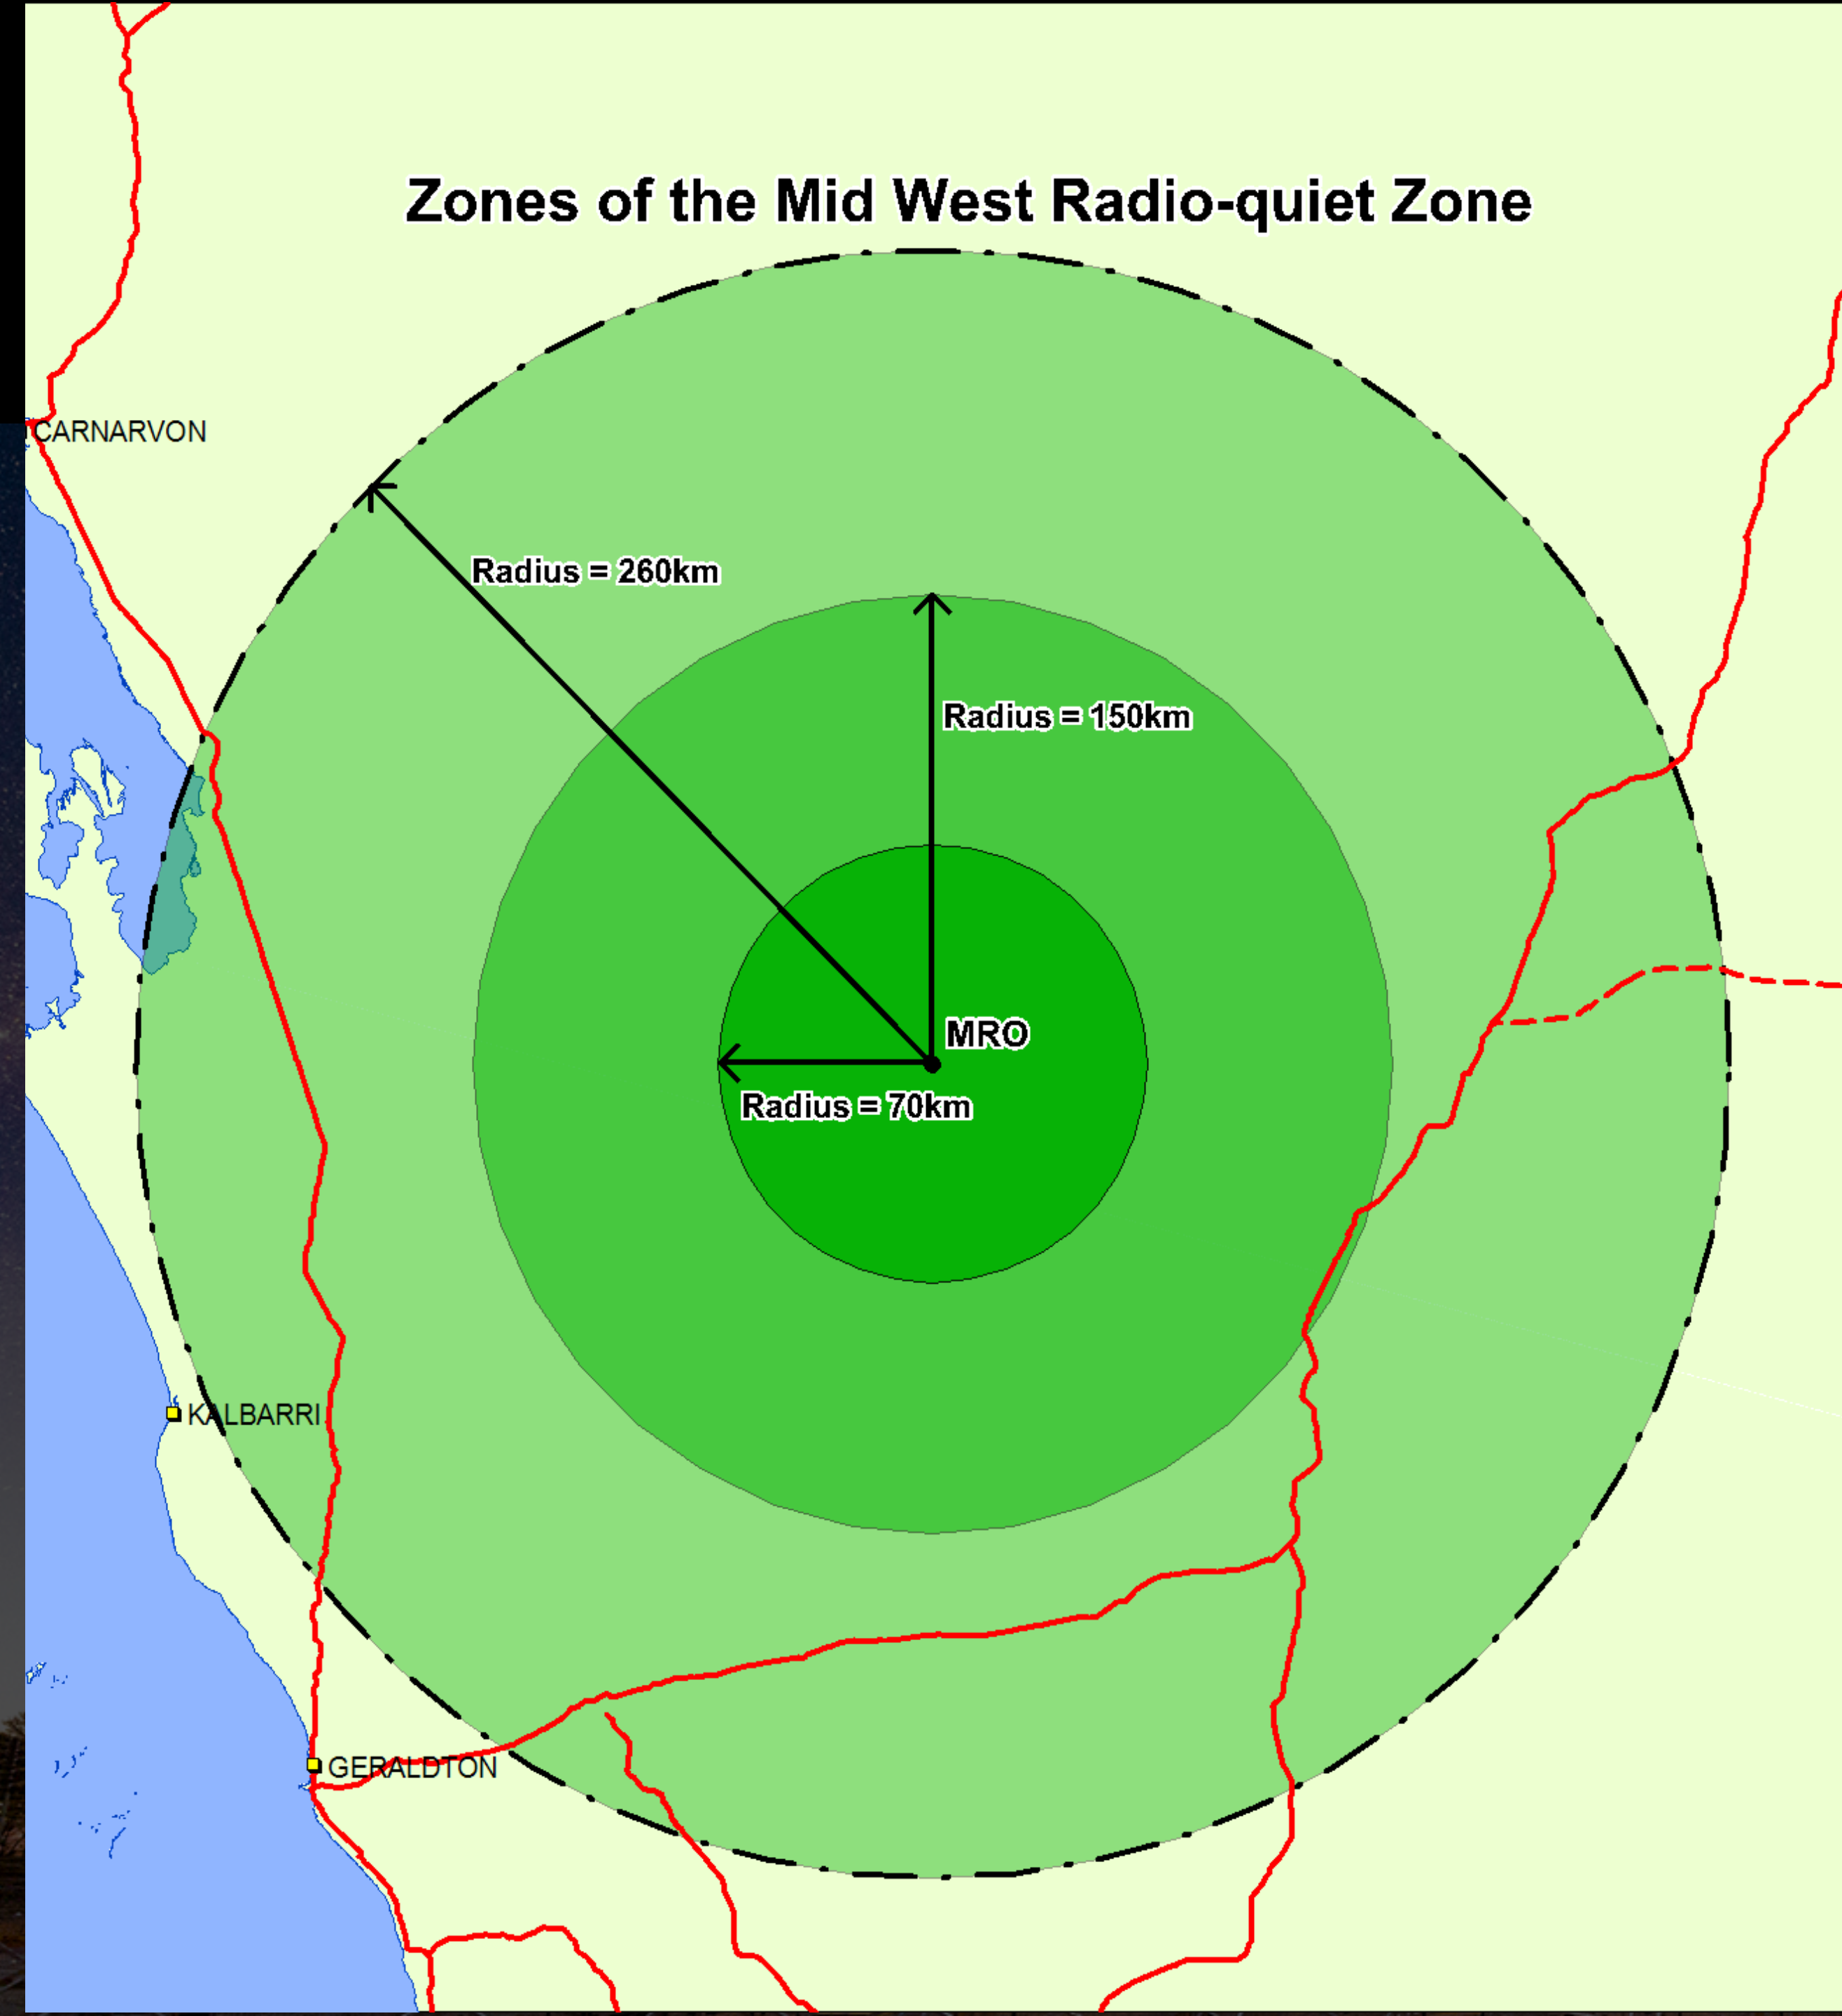 Zones of the Mid West Radio-quiet Zone
CARNARVON
Radius = 260km
Radius = 150km
MRO
Radius = 70km
KALBARRI
GERALDTON